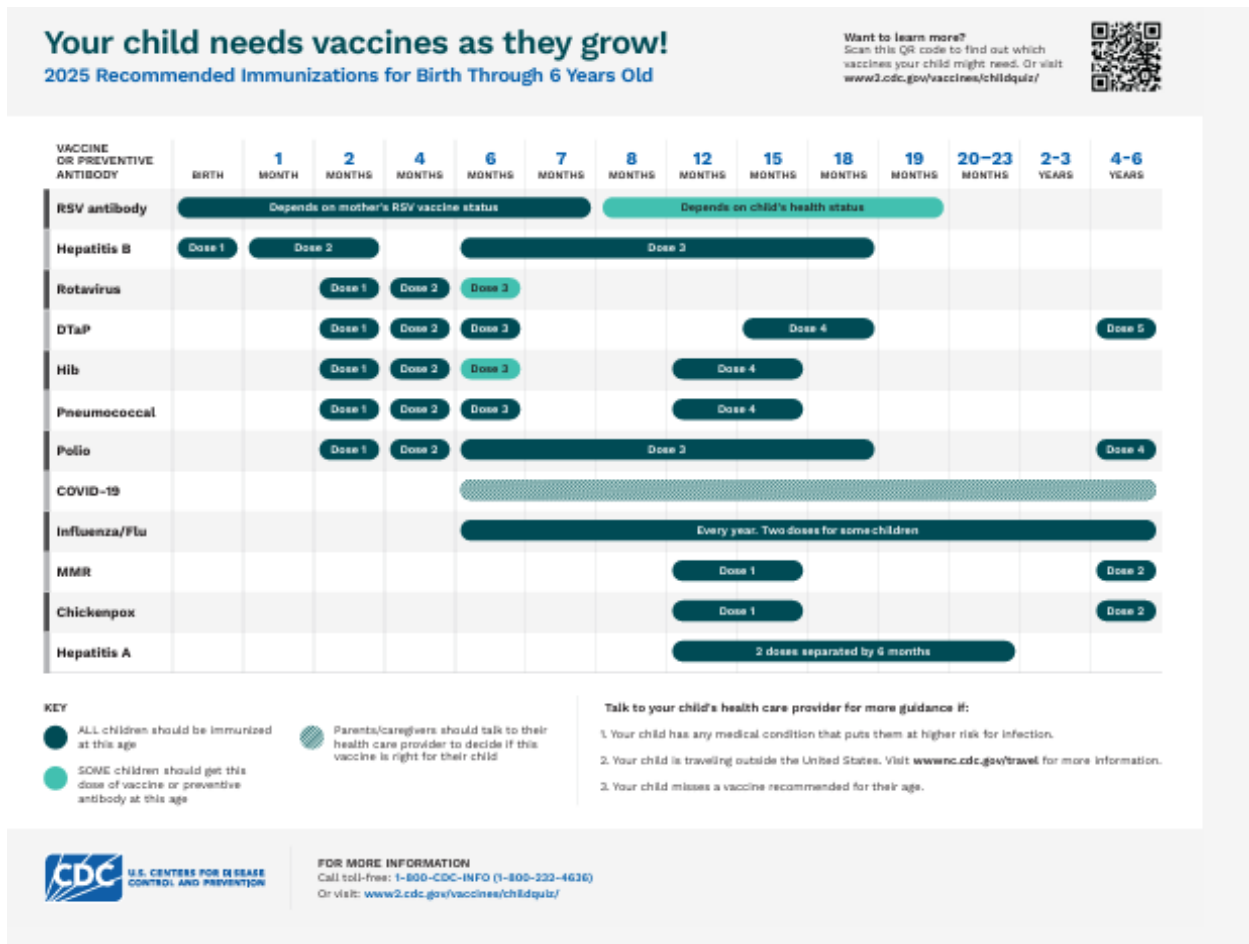 Your child needs vaccines as they grow!
2025 Recommended Immunizations for Birth Through 6 Years Old
Want to learn more?
Scan this QR code to find out which
vaccines your child might need. Or visit
www2.cdc.gov/vaccines/childquiz/
VACCINE
OR PREVENTIVE
ANTIBODY
BIRTH
1 MONTH
2 MONTHS
4 MONTHS
6 MONTHS
7 MONTHS
8 MONTHS
12 MONTHS
15 MONTHS
18 MONTHS
19 MONTHS
20–23 MONTHS
2-3 YEARS
4-6 YEARS
RSV antibody Depends on mother's RSV vaccine status Depends on child's health status
Hepatitis B Dose 1 Dose 2 Dose 3
Rotavirus Dose 1 Dose 2 Dose 3
DTaP Dose 1 Dose 2 Dose 3 Dose 4 Dose 5
Hib Dose 1 Dose 2 Dose 3 Dose 4
Pneumococcal Dose 1 Dose 2 Dose 3 Dose 4
Polio Dose 1 Dose 2 Dose 3 Dose 4
COVID-19
Influenza/Flu Every year. Two doses for some children
MMR Dose 1 Dose 2
Chickenpox Dose 1 Dose 2
Hepatitis A 2 doses separated by 6 months
KEY
ALL children should be immunized
at this age
SOME children should get this
dose of vaccine or preventive
antibody at this age
Parents/caregivers should talk to their
health care provider to decide if this
vaccine is right for their child
Talk to your child's health care provider for more guidance if:
1. Your child has any medical condition that puts them at higher risk for infection.
2. Your child is traveling outside the United States. Visit wwwnc.cdc.gov/travel for more information.
3. Your child misses a vaccine recommended for their age.
CDC
U.S. CENTERS FOR DISEASE
CONTROL AND PREVENTION
FOR MORE INFORMATION
Call toll-free: 1-800-CDC-INFO (1-800-232-4636)
Or visit: www2.cdc.gov/vaccines/childquiz/